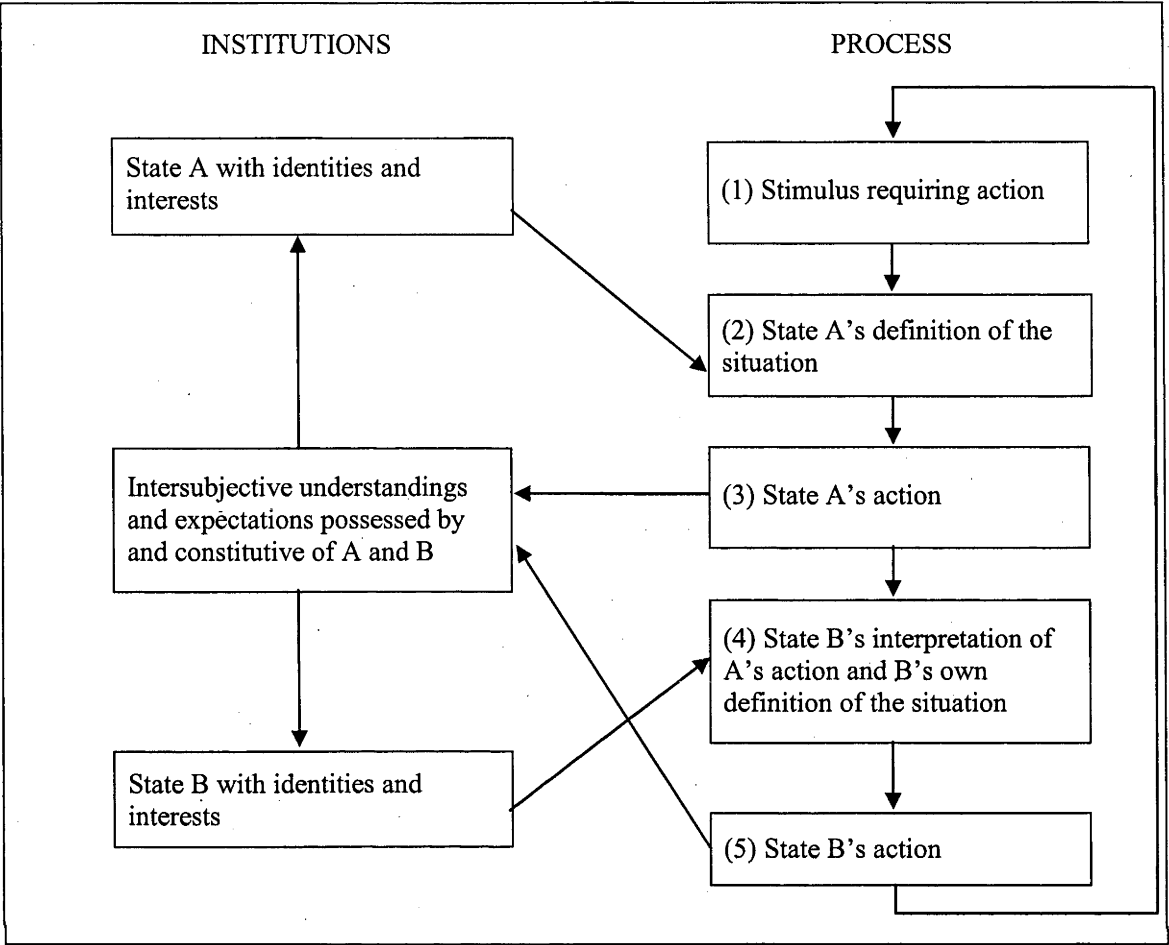 INSTITUTIONS
PROCESS
State A with identities and
interests
(1) Stimulus requiring action
(2) State A's definition of the
situation
Intersubjective understandings
and expectations possessed by
and constitutive of A and B
(3) State A's action
(4) State B's interpretation of
A's action and B's own
definition of the situation
State B with identities and
interests
(5) State B's action